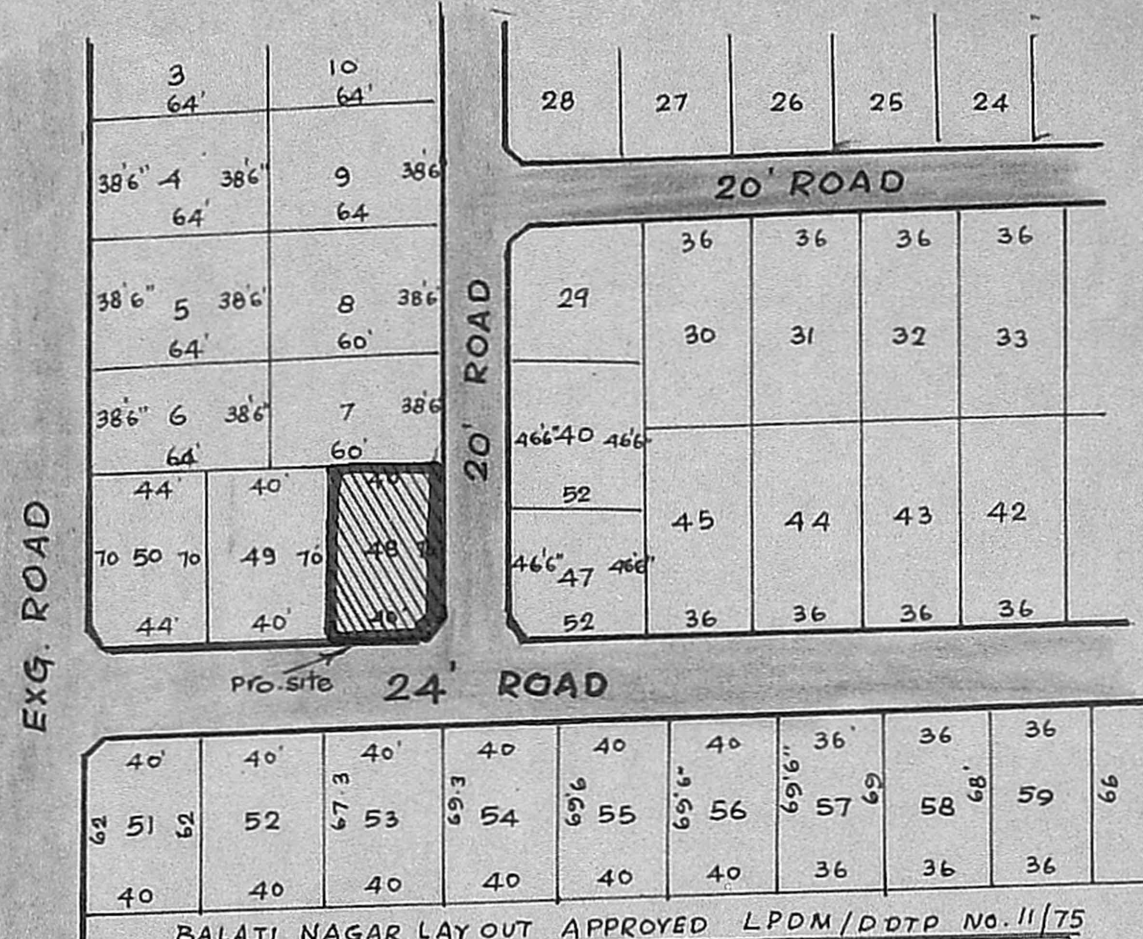 3 10
64' 64' 28 27 26 25 24
38'6" 4 38'6" 9 38'6
64' 64
20' ROAD
36 36 36 36
38'6" 5 38'6' 8 38'6 29
64' 60'
30 31 32 33
20' ROAD
38'6" 6 38'6" 7 38'6
64' 60'
46'6" 40 46'6"
52
44' 40' 40
45 44 43 42
70 50 70 49 70 48
46'6" 47 46'6"
44' 40' 40'
52 36 36 36 36
EXG. ROAD
Pro.site
24' ROAD
40' 40' 40' 40 40 40 36' 36 36
62 51 62 52 67.3 53 69.3 54 69'6 55 69'6" 56 69'6" 57 69 58 68' 59 66
40 40 40 40 40 40 36 36 36
BALATI NAGAR LAYOUT APPROVED LPDM/DDTP NO. 11/75